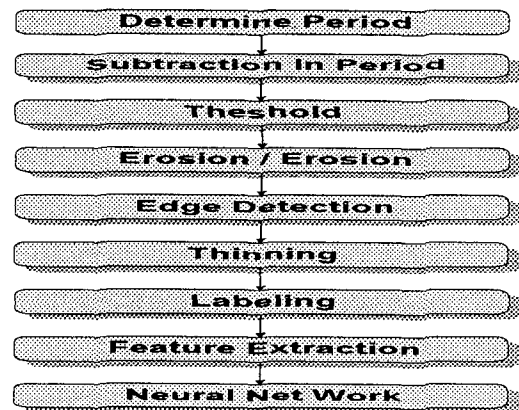 Determine Period
Subtraction In Period
Theshold
Erosion / Erosion
Edge Detection
Thinning
Labeling
Feature Extraction
Neural Net Work